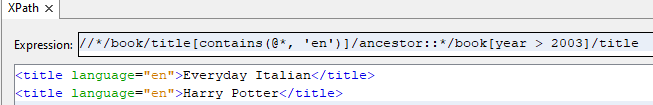 XPath
Expression: //*/book/title[contains(@*, 'en')]/ancestor::*/book[year > 2003]/title
<title language="en">Everyday Italian</title>
<title language="en">Harry Potter</title>